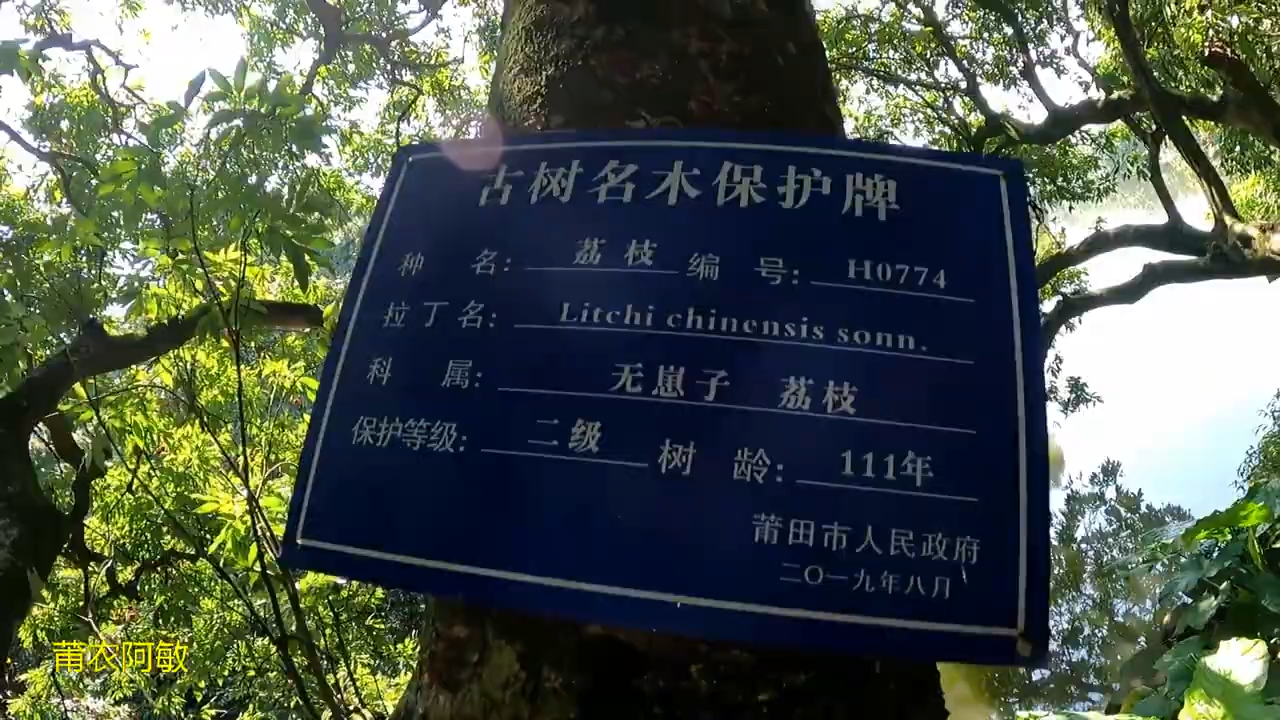 古树名木保护牌
种 名: 荔枝 编 号: H0774
拉丁名: Litchi chinensis sonn.
科 属: 无崽子 荔枝
保护等级: 二级 树 龄: 111年
莆田市人民政府
二〇一九年八月
莆农阿敏